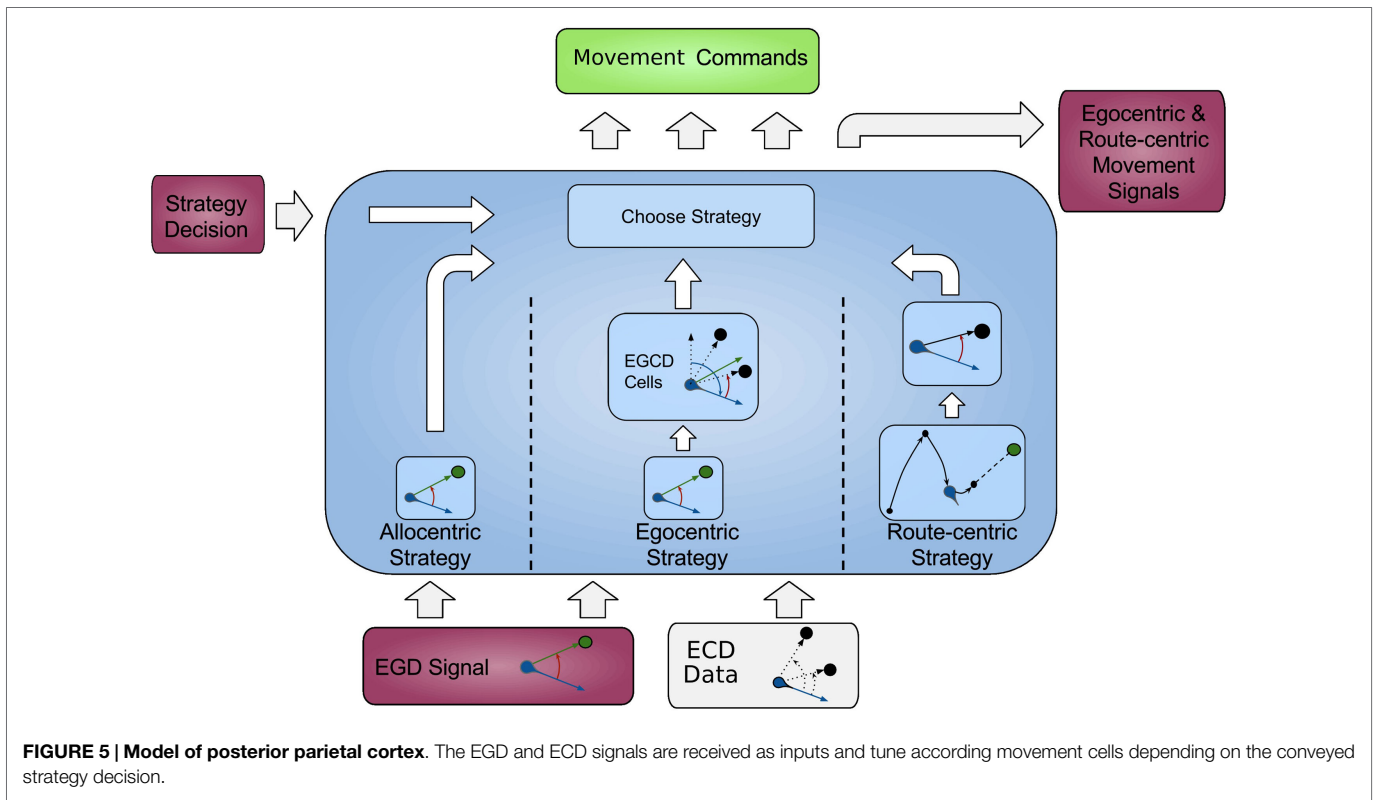 Movement Commands
Egocentric &
Route-centric
Movement
Signals
Strategy
Decision
Choose Strategy
EGCD
Cells
Allocentric
Strategy
Egocentric
Strategy
Route-centric
Strategy
EGD Signal
ECD
Data
FIGURE 5 | Model of posterior parietal cortex. The EGD and ECD signals are received as inputs and tune according movement cells depending on the conveyed
strategy decision.